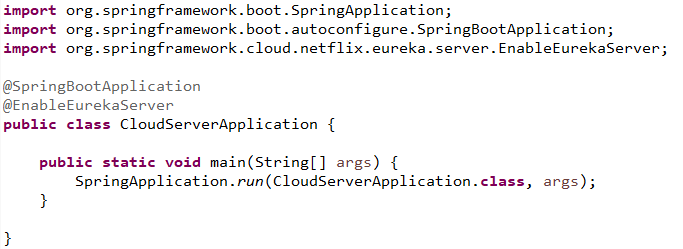 import org.springframework.boot.SpringApplication;
import org.springframework.boot.autoconfigure.SpringBootApplication;
import org.springframework.cloud.netflix.eureka.server.EnableEurekaServer;
@SpringBootApplication
@EnableEurekaServer
public class CloudServerApplication {
public static void main(String[] args) {
SpringApplication.run(CloudServerApplication.class, args);
}
}